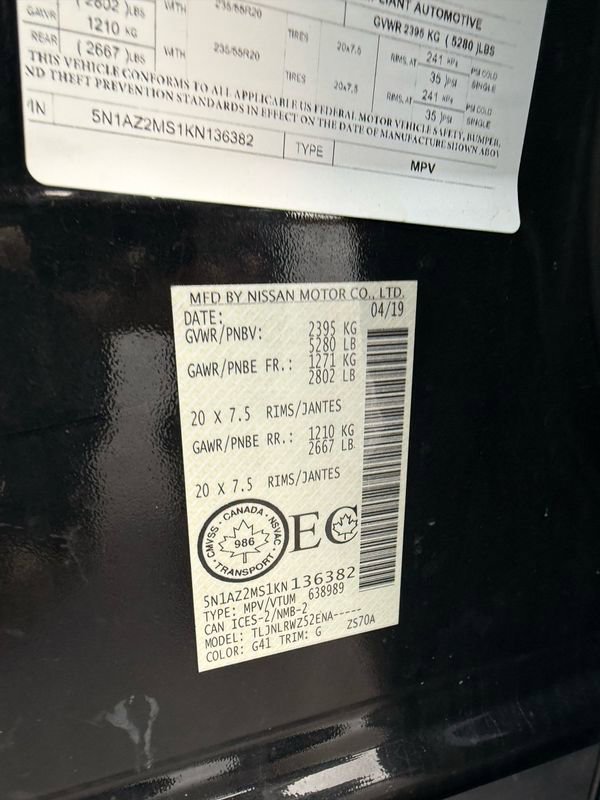 PLIANT AUTOMOTIVE
GVWR 2395 KG ( 5280 )LBS
( 2802 )LBS WITH 235/55R20
GAWR 1210 KG TIRES 20x7.5 RIMS, AT 241 KPa PSI COLD
REAR ( 2667 )LBS WITH 235/55R20 35 )PSI SINGLE
TIRES 20x7.5 RIMS, AT 241 KPa PSI COLD
35 )PSI SINGLE
THIS VEHICLE CONFORMS TO ALL APPLICABLE US FEDERAL MOTOR VEHICLE SAFETY, BUMPER,
ND THEFT PREVENTION STANDARDS IN EFFECT ON THE DATE OF MANUFACTURE SHOWN ABOV
IN 5N1AZ2MS1KN136382 TYPE MPV
MFD BY NISSAN MOTOR CO., LTD.
DATE: 04/19
GVWR/PNBV: 2395 KG
5280 LB
GAWR/PNBE FR.: 1271 KG
2802 LB
20 X 7.5 RIMS/JANTES
GAWR/PNBE RR.: 1210 KG
2667 LB
20 X 7.5 RIMS/JANTES
CMVSS · CANADA · NSVAC · TRANSPORT ·
986
EC
5N1AZ2MS1KN136382
TYPE: MPV/VTUM 638989
CAN ICES-2/NMB-2
MODEL: TLJNLRWZ52ENA-----
COLOR: G41 TRIM: G ZS70A